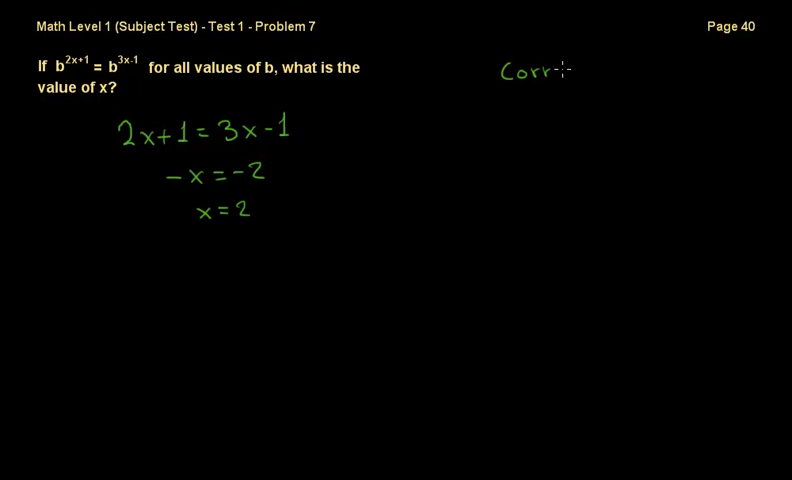 Math Level 1 (Subject Test) - Test 1 - Problem 7
Page 40
If b^{2x+1} = b^{3x-1} for all values of b, what is the
value of x?
Corr
2x+1=3x-1
-x=-2
x=2